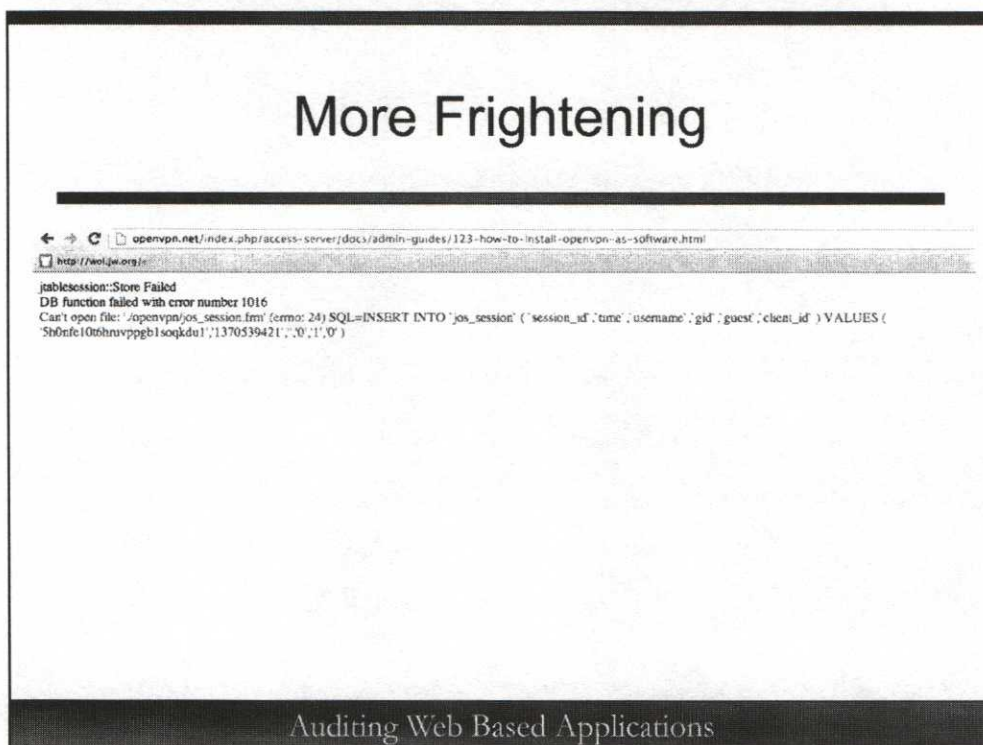 More Frightening
openvpn.net/index.php/access-server/docs/admin-guides/123-how-to-install-openvpn-as-software.html
http://wol.jw.org/
jtablesession::Store Failed
DB function failed with error number 1016
Can't open file: './openvpn/jos_session.frm' (errno: 24) SQL=INSERT INTO `jos_session` ( `session_id`,`time`,`username`,`gid`,`guest`,`client_id` ) VALUES (
'1370539421','','0','1','0' )
Auditing Web Based Applications